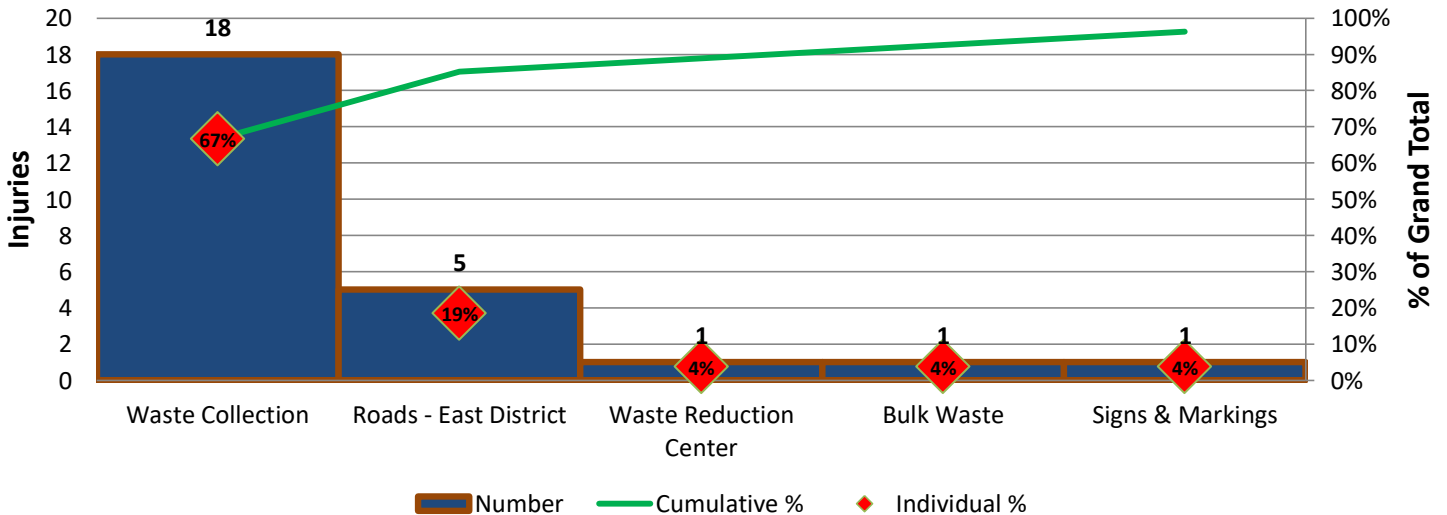 20
18
16
14
12
10
8
6
4
2
0
Injuries
100%
90%
80%
70%
60%
50%
40%
30%
20%
10%
0%
% of Grand Total
18
67%
5
19%
1
4%
1
4%
1
4%
Waste Collection
Roads - East District
Waste Reduction
Center
Bulk Waste
Signs & Markings
Number
Cumulative %
Individual %